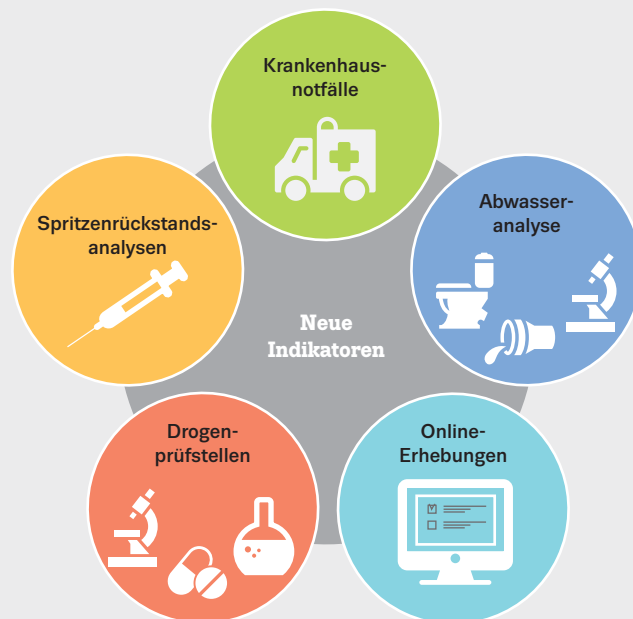 Krankenhaus-
notfälle
Abwasser-
analyse
Spritzenrückstands-
analysen
Neue
Indikatoren
Drogen-
prüfstellen
Online-
Erhebungen